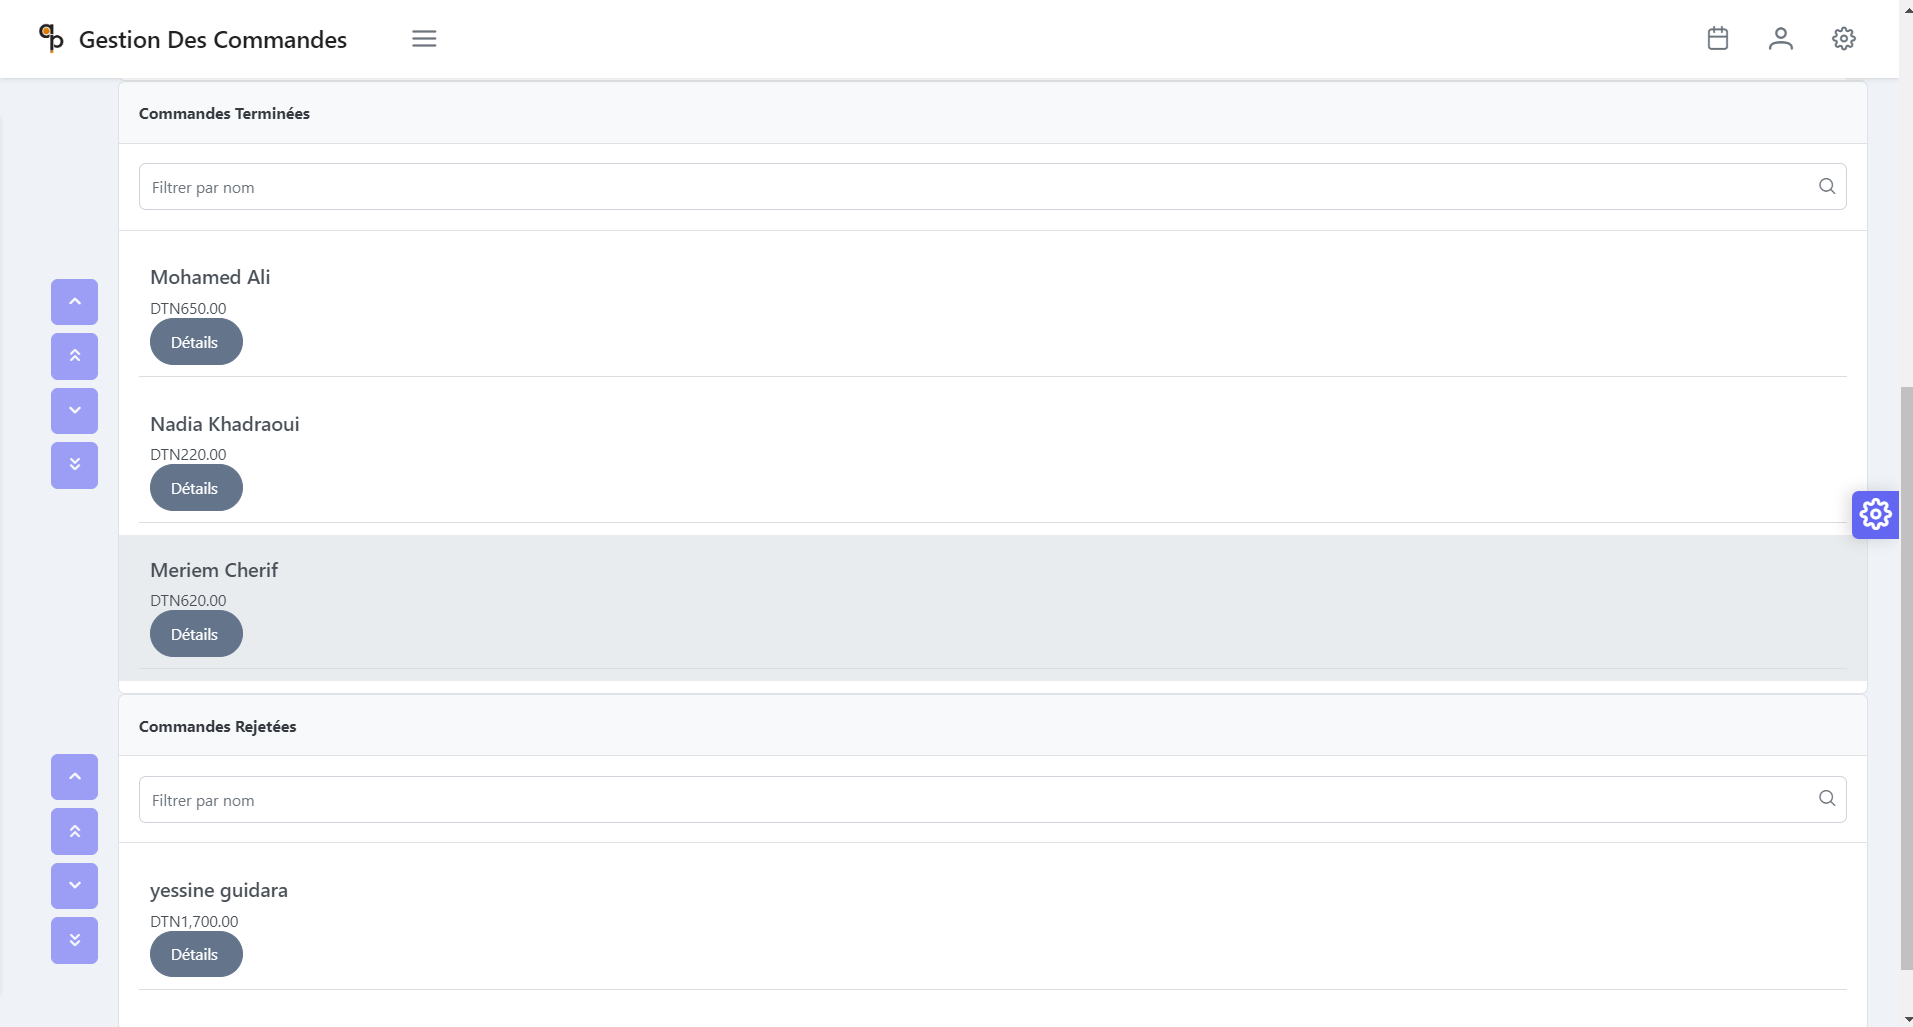 Gestion Des Commandes
Commandes Terminées
Filtrer par nom
Mohamed Ali
DTN650.00
Détails
Nadia Khadraoui
DTN220.00
Détails
Meriem Cherif
DTN620.00
Détails
Commandes Rejetées
Filtrer par nom
yessine guidara
DTN1,700.00
Détails